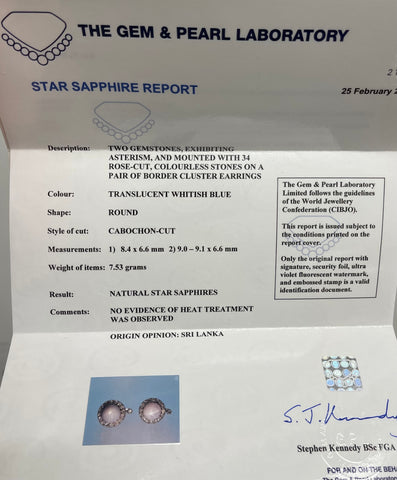 THE GEM & PEARL LABORATORY
STAR SAPPHIRE REPORT
25 February
Description: TWO GEMSTONES, EXHIBITING
ASTERISM, AND MOUNTED WITH 34
ROSE-CUT, COLOURLESS STONES ON A
PAIR OF BORDER CLUSTER EARRINGS
Colour: TRANSLUCENT WHITISH BLUE
Shape: ROUND
Style of cut: CABOCHON-CUT
Measurements: 1) 8.4 x 6.6 mm 2) 9.0 – 9.1 x 6.6 mm
Weight of items: 7.53 grams
Result: NATURAL STAR SAPPHIRES
Comments: NO EVIDENCE OF HEAT TREATMENT
WAS OBSERVED
ORIGIN OPINION: SRI LANKA
The Gem & Pearl Laboratory
Limited follows the guidelines
of the World Jewellery
Confederation (CIBJO).
This report is issued subject to
the conditions printed on the
report cover.
Only the original report with
signature, security foil, ultra
violet fluorescent watermark,
and embossed stamp is a valid
identification document.
S. J. Kennedy
Stephen Kennedy BSc FGA
FOR AND ON THE BEHA
The Gem & Pearl Labora